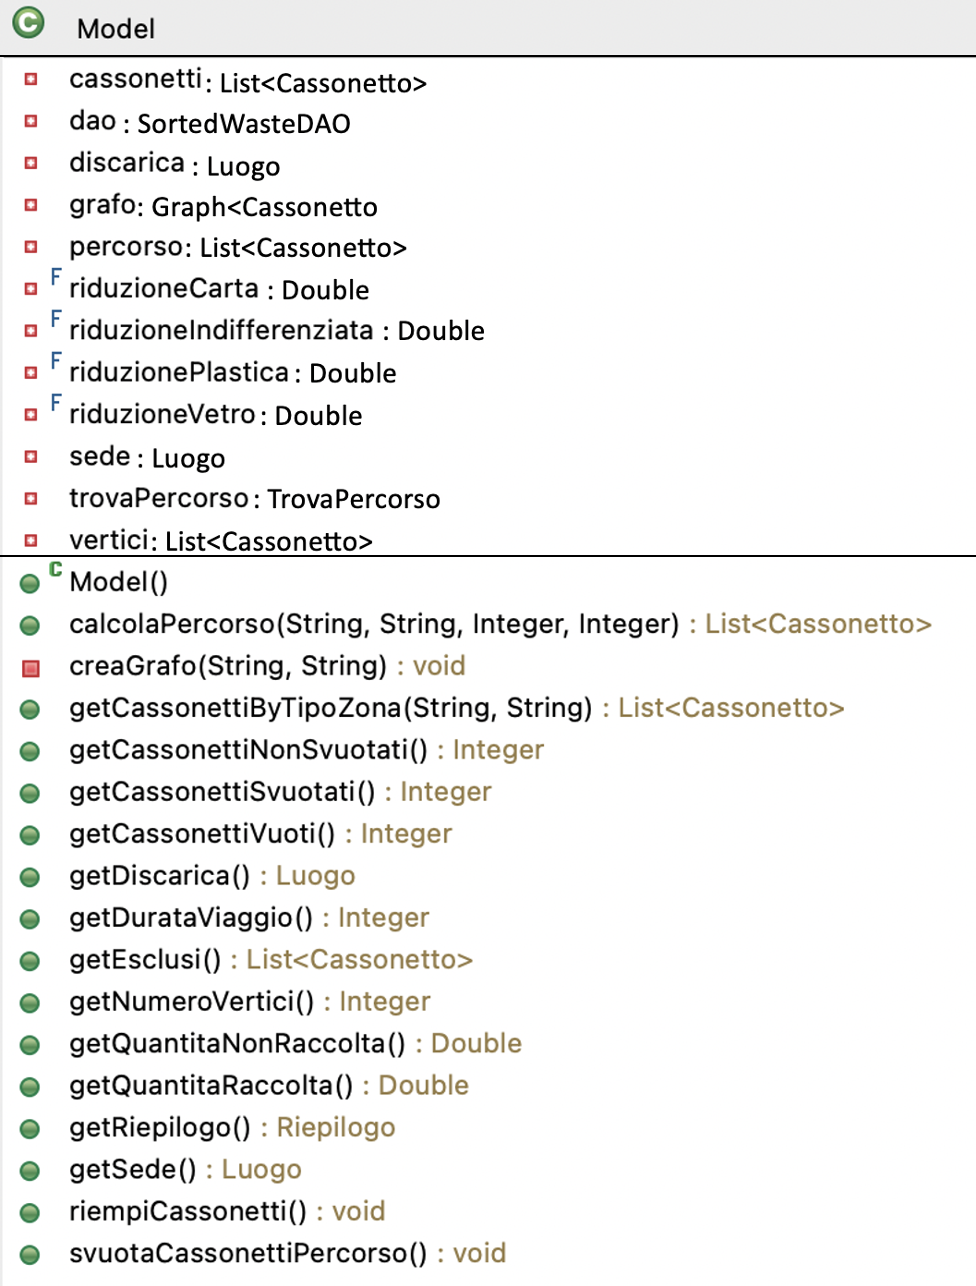 C Model
cassonetti: List<Cassonetto>
dao : SortedWasteDAO
discarica : Luogo
grafo: Graph<Cassonetto
percorso: List<Cassonetto>
F riduzioneCarta : Double
F riduzioneIndifferenziata : Double
F riduzionePlastica : Double
F riduzioneVetro : Double
sede : Luogo
trovaPercorso : TrovaPercorso
vertici: List<Cassonetto>
C Model()
calcolaPercorso(String, String, Integer, Integer) : List<Cassonetto>
creaGrafo(String, String) : void
getCassonettiByTipoZona(String, String) : List<Cassonetto>
getCassonettiNonSvuotati() : Integer
getCassonettiSvuotati() : Integer
getCassonettiVuoti() : Integer
getDiscarica() : Luogo
getDurataViaggio() : Integer
getEsclusi() : List<Cassonetto>
getNumeroVertici() : Integer
getQuantitaNonRaccolta() : Double
getQuantitaRaccolta() : Double
getRiepilogo() : Riepilogo
getSede() : Luogo
riempiCassonetti() : void
svuotaCassonettiPercorso() : void